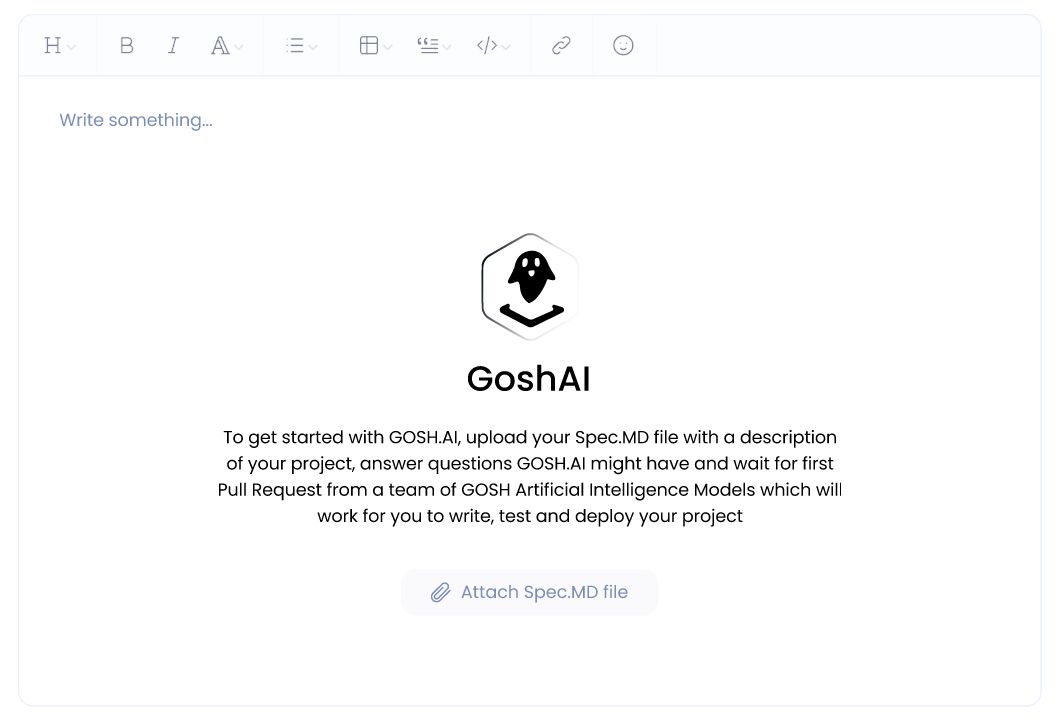 H B I A </>
Write something...
GoshAI
To get started with GOSH.AI, upload your Spec.MD file with a description
of your project, answer questions GOSH.AI might have and wait for first
Pull Request from a team of GOSH Artificial Intelligence Models which will
work for you to write, test and deploy your project
Attach Spec.MD file